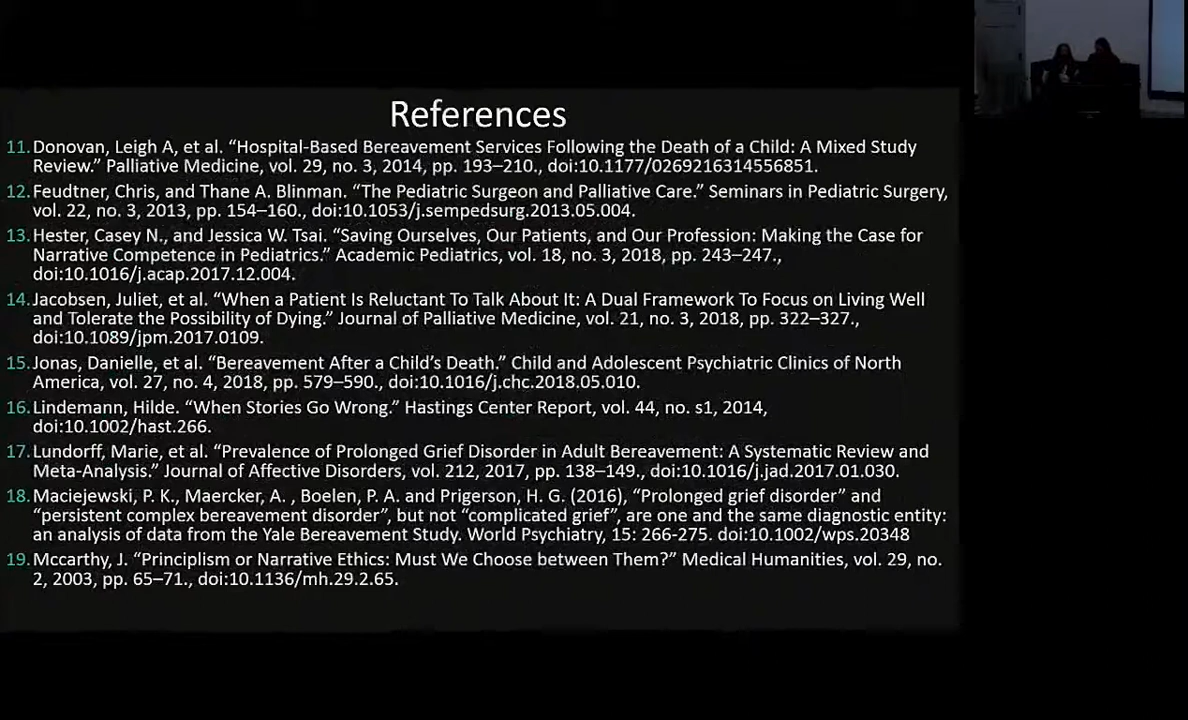 References
11. Donovan, Leigh A, et al. “Hospital-Based Bereavement Services Following the Death of a Child: A Mixed Study
Review.” Palliative Medicine, vol. 29, no. 3, 2014, pp. 193–210., doi:10.1177/0269216314556851.
12. Feudtner, Chris, and Thane A. Blinman. “The Pediatric Surgeon and Palliative Care.” Seminars in Pediatric Surgery,
vol. 22, no. 3, 2013, pp. 154–160., doi:10.1053/j.sempedsurg.2013.05.004.
13. Hester, Casey N., and Jessica W. Tsai. “Saving Ourselves, Our Patients, and Our Profession: Making the Case for
Narrative Competence in Pediatrics.” Academic Pediatrics, vol. 18, no. 3, 2018, pp. 243–247.,
doi:10.1016/j.acap.2017.12.004.
14. Jacobsen, Juliet, et al. “When a Patient Is Reluctant To Talk About It: A Dual Framework To Focus on Living Well
and Tolerate the Possibility of Dying.” Journal of Palliative Medicine, vol. 21, no. 3, 2018, pp. 322–327.,
doi:10.1089/jpm.2017.0109.
15. Jonas, Danielle, et al. “Bereavement After a Child’s Death.” Child and Adolescent Psychiatric Clinics of North
America, vol. 27, no. 4, 2018, pp. 579–590., doi:10.1016/j.chc.2018.05.010.
16. Lindemann, Hilde. “When Stories Go Wrong.” Hastings Center Report, vol. 44, no. s1, 2014,
doi:10.1002/hast.266.
17. Lundorff, Marie, et al. “Prevalence of Prolonged Grief Disorder in Adult Bereavement: A Systematic Review and
Meta-Analysis.” Journal of Affective Disorders, vol. 212, 2017, pp. 138–149., doi:10.1016/j.jad.2017.01.030.
18. Maciejewski, P. K., Maercker, A. , Boelen, P. A. and Prigerson, H. G. (2016), “Prolonged grief disorder” and
“persistent complex bereavement disorder”, but not “complicated grief”, are one and the same diagnostic entity:
an analysis of data from the Yale Bereavement Study. World Psychiatry, 15: 266-275. doi:10.1002/wps.20348
19. Mccarthy, J. “Principlism or Narrative Ethics: Must We Choose between Them?” Medical Humanities, vol. 29, no.
2, 2003, pp. 65–71., doi:10.1136/mh.29.2.65.